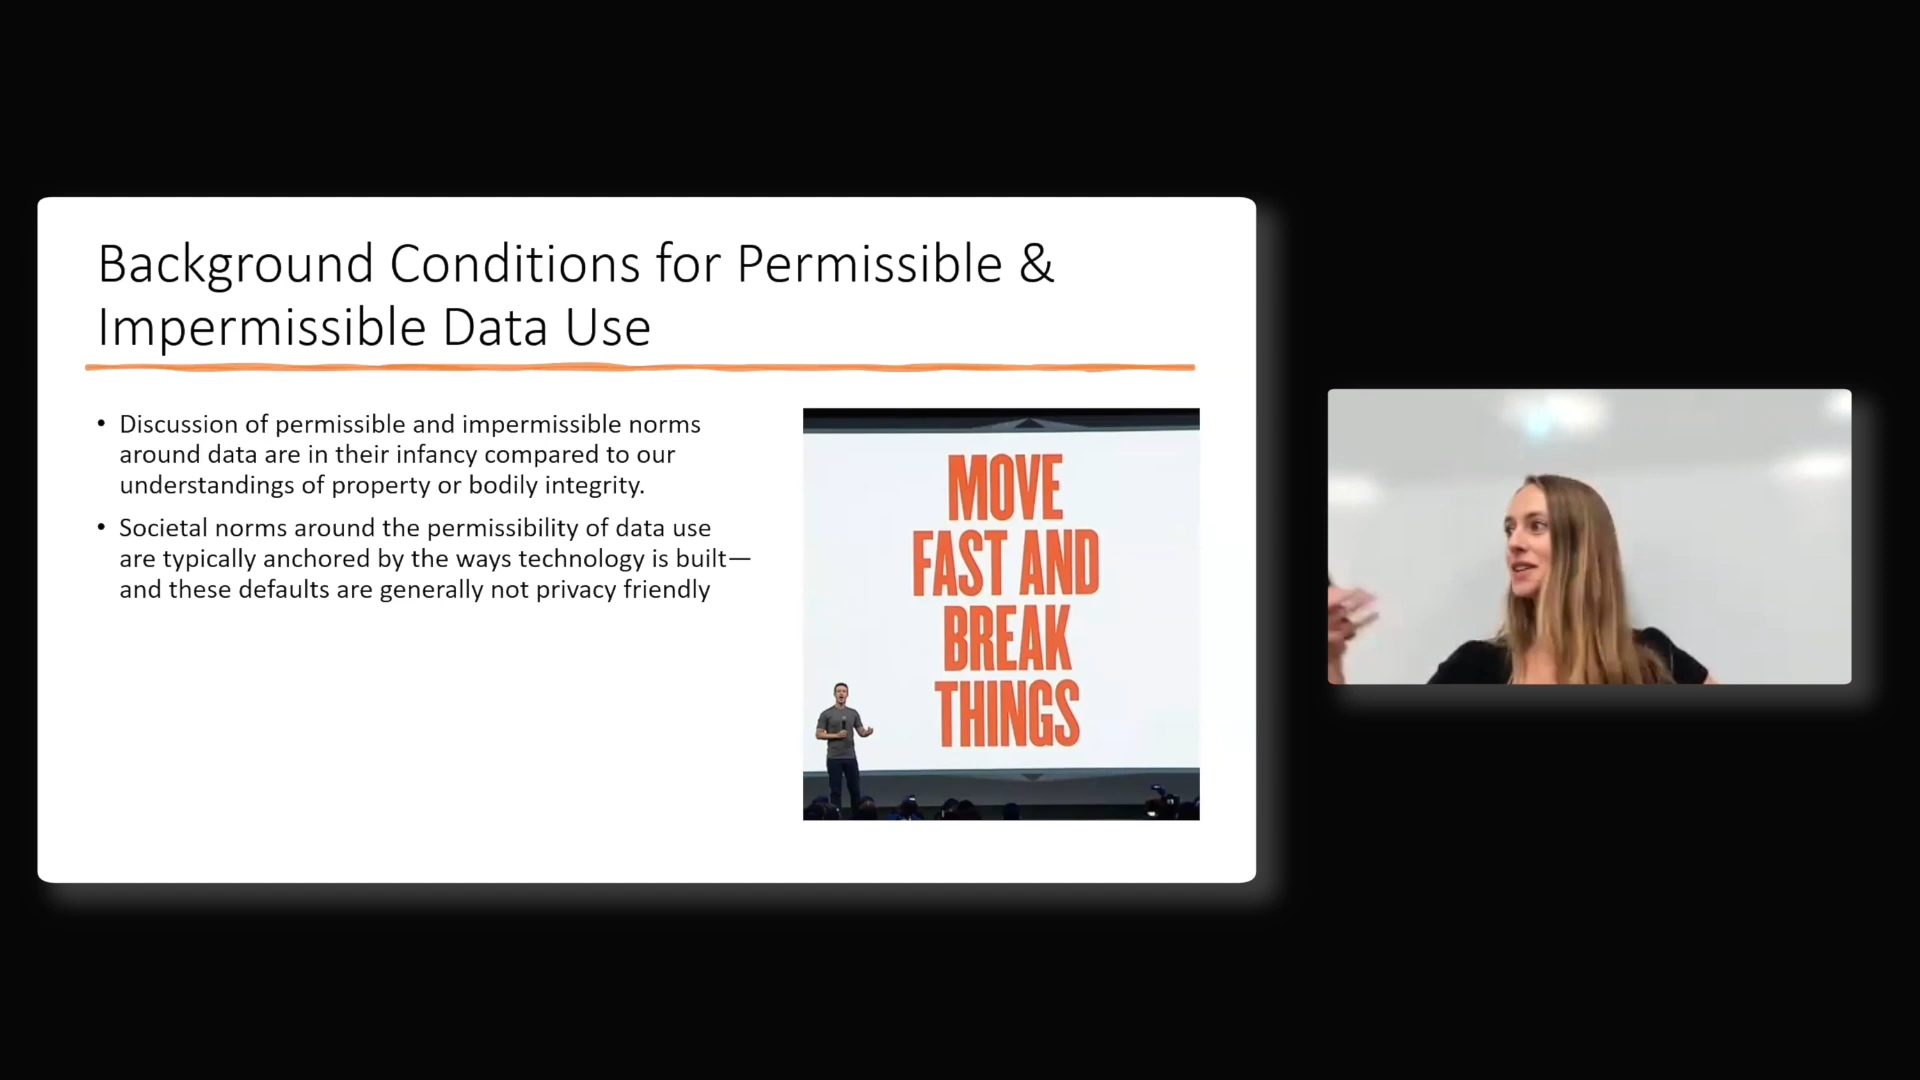 Background Conditions for Permissible &
Impermissible Data Use
• Discussion of permissible and impermissible norms
around data are in their infancy compared to our
understandings of property or bodily integrity.
• Societal norms around the permissibility of data use
are typically anchored by the ways technology is built—
and these defaults are generally not privacy friendly
MOVE
FAST AND
BREAK
THINGS